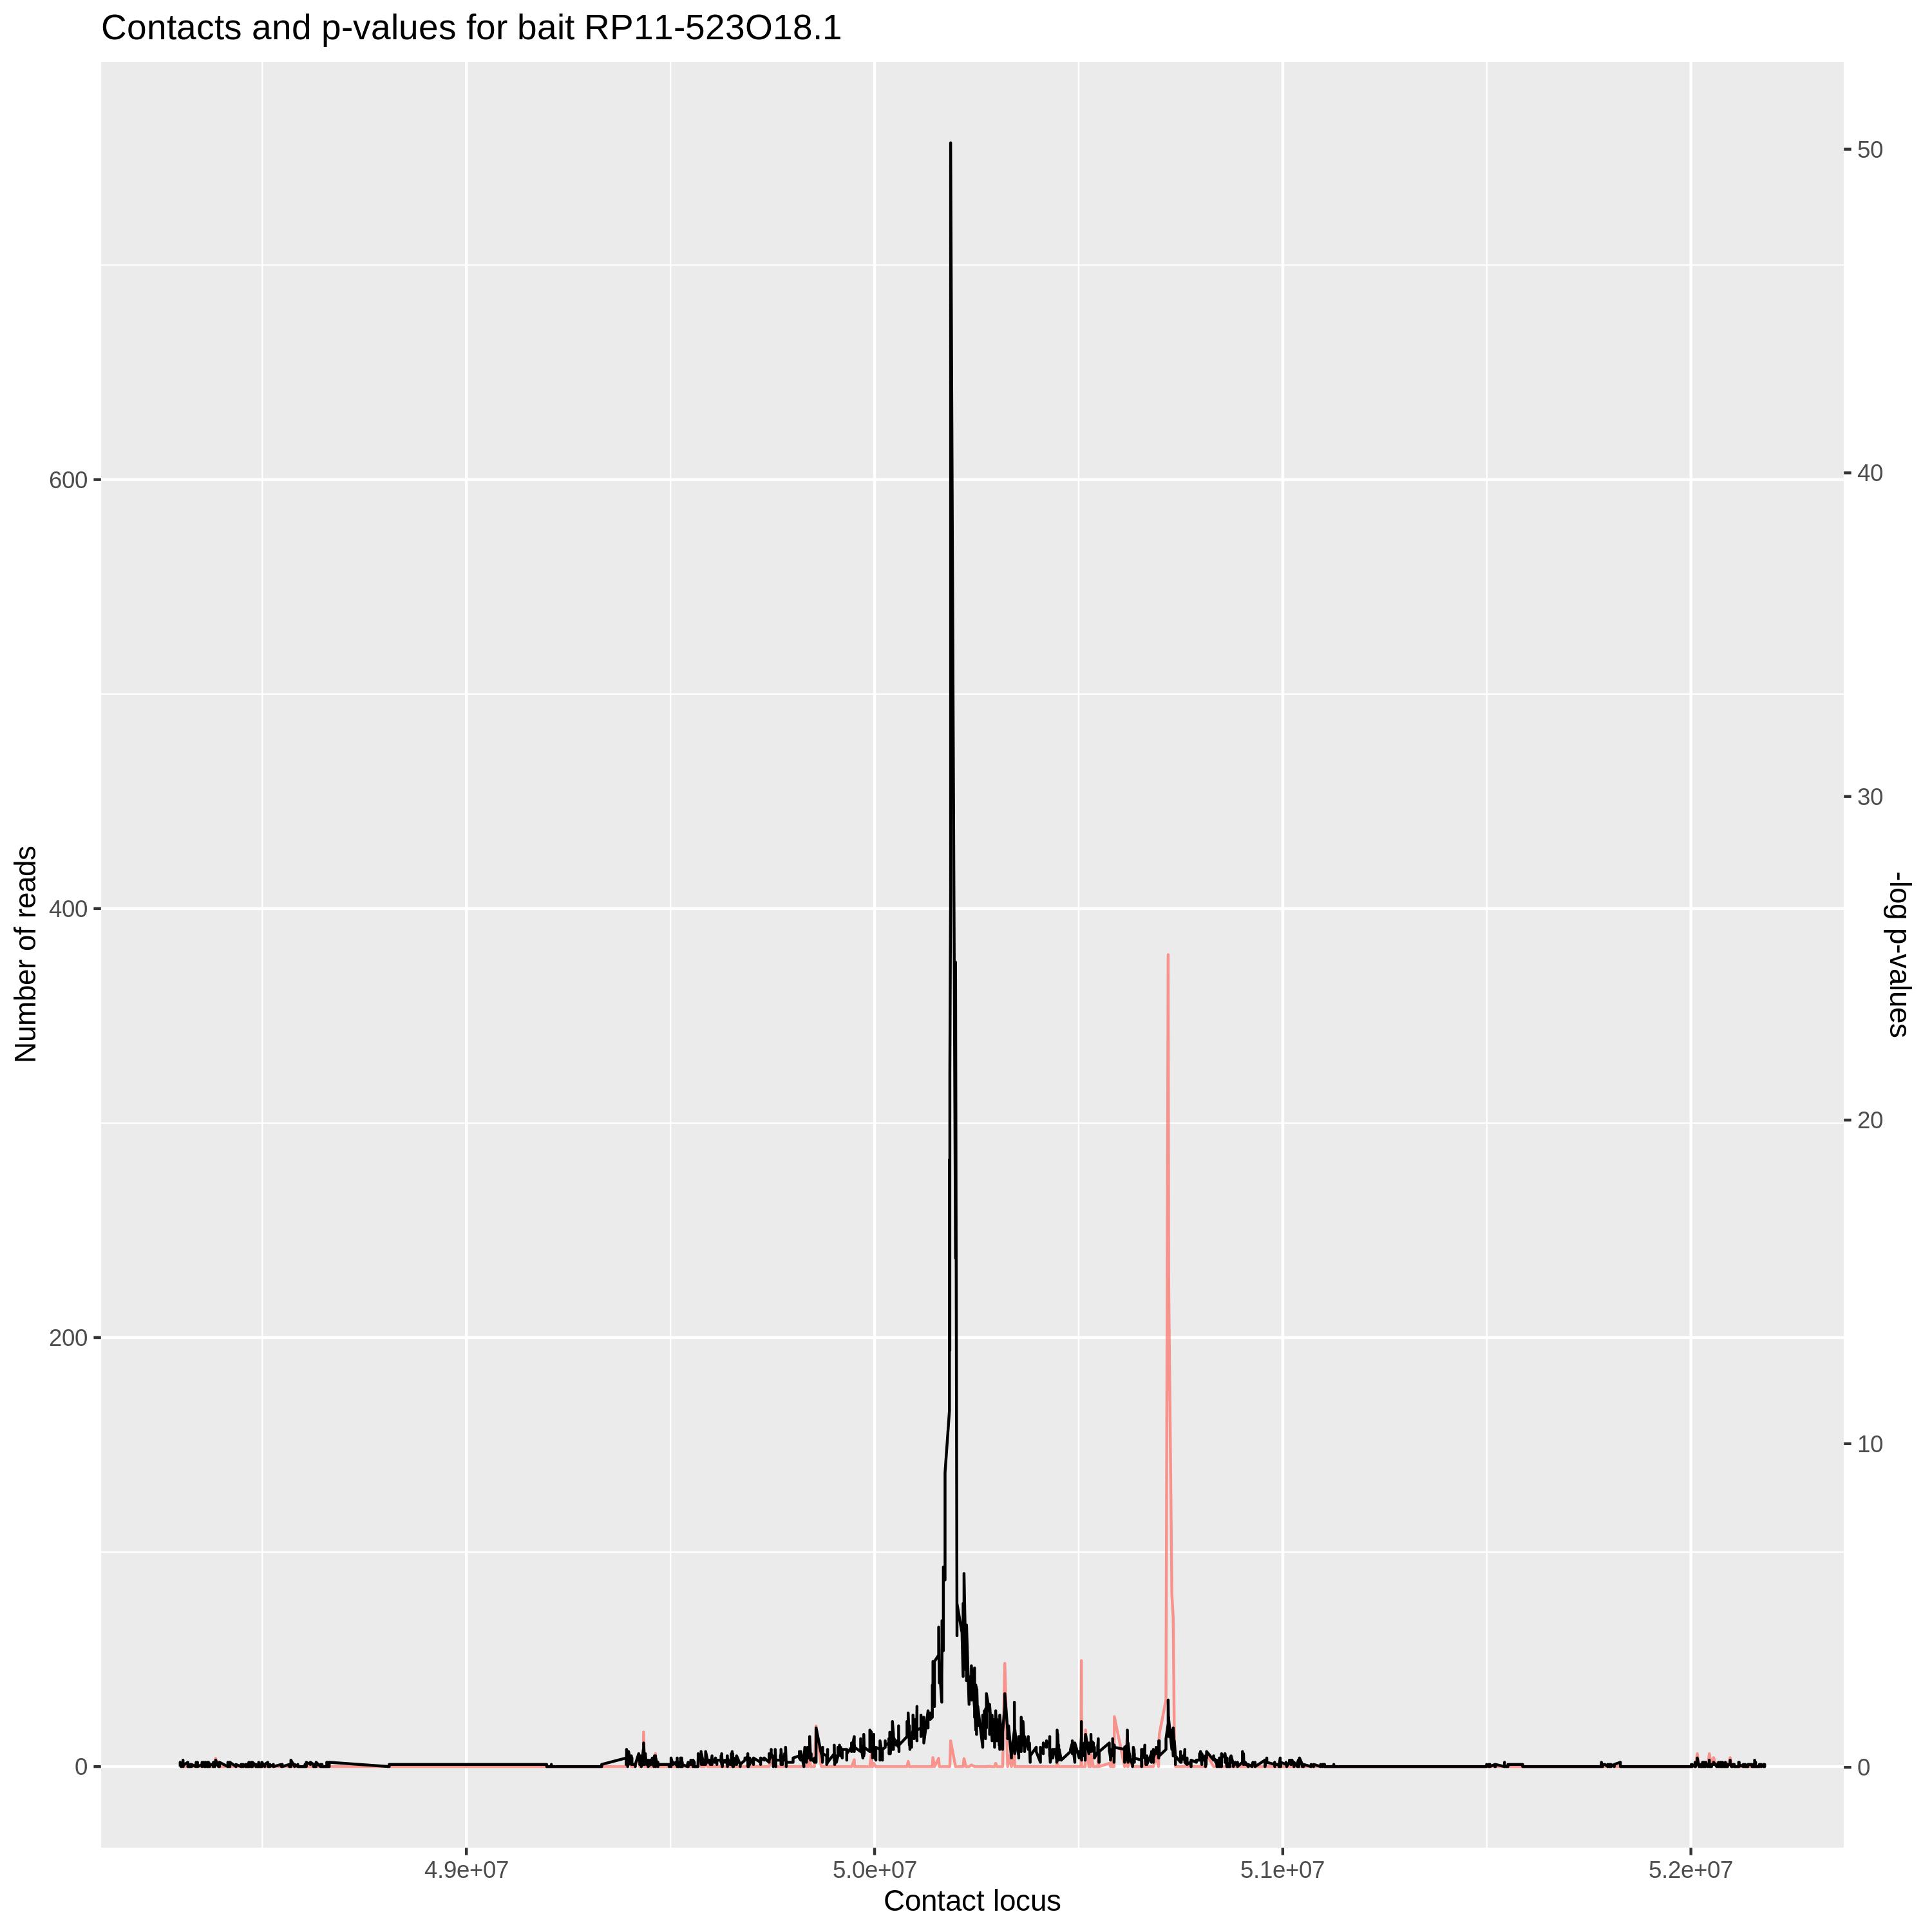 Contacts and p-values for bait RP11-523O18.1
Number of reads
600
400
200
0
50
40
30
20
10
0
-log p-values
4.9e+07
5.0e+07
5.1e+07
5.2e+07
Contact locus